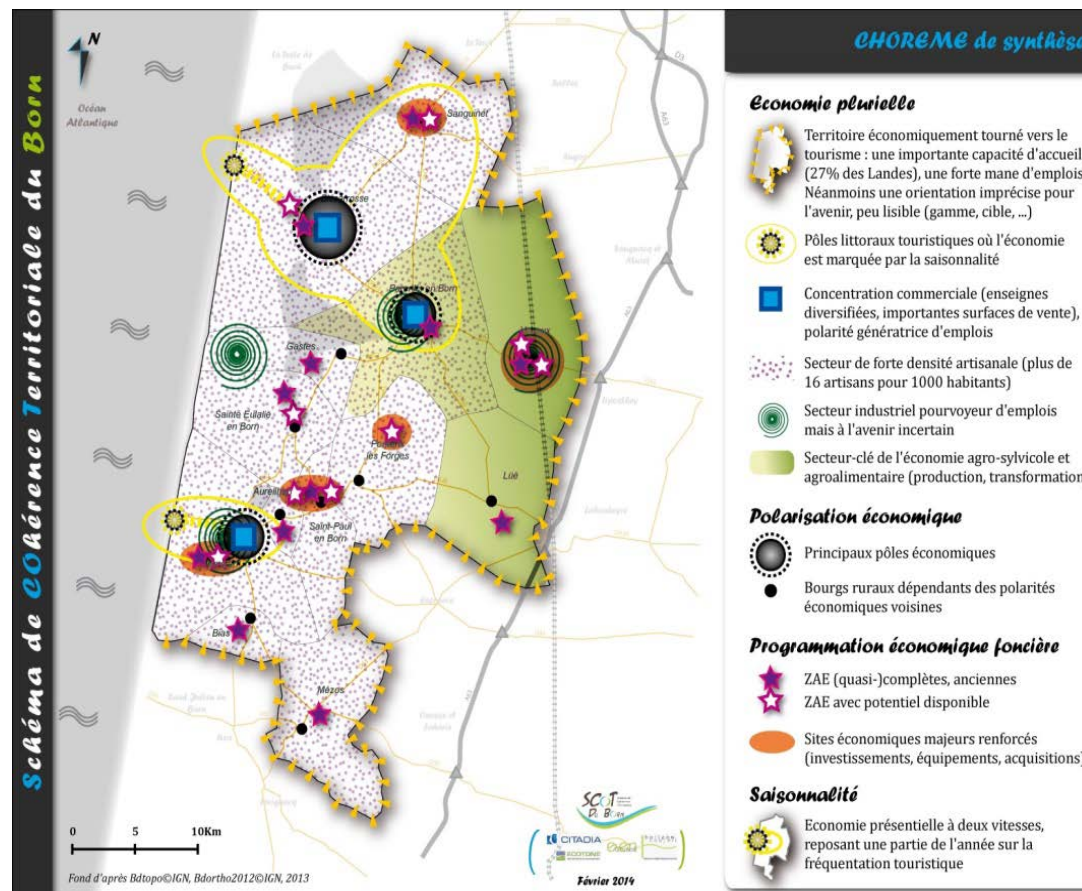 Schéma de COhérence Territoriale du Born
N
Océan
Atlantique
Sanguinet
Gastes
Sainte Eulalie
en Born
les Forges
Lüe
Saint-Paul
en Born
Bias
Mézos
0 5 10Km
Fond d'après Bdtopo©IGN, Bdortho2012©IGN, 2013
SCOT
Du Born
CITADIA
ECOTONE
Février 2014
CHOREME de synthèse
Economie plurielle
Territoire économiquement tourné vers le
tourisme : une importante capacité d'accueil
(27% des Landes), une forte mane d'emplois
Néanmoins une orientation imprécise pour
l'avenir, peu lisible (gamme, cible, ...)
Pôles littoraux touristiques où l'économie
est marquée par la saisonnalité
Concentration commerciale (enseignes
diversifiées, importantes surfaces de vente),
polarité génératrice d'emplois
Secteur de forte densité artisanale (plus de
16 artisans pour 1000 habitants)
Secteur industriel pourvoyeur d'emplois
mais à l'avenir incertain
Secteur-clé de l'économie agro-sylvicole et
agroalimentaire (production, transformation
Polarisation économique
Principaux pôles économiques
Bourgs ruraux dépendants des polarités
économiques voisines
Programmation économique foncière
ZAE (quasi-)complètes, anciennes
ZAE avec potentiel disponible
Sites économiques majeurs renforcés
(investissements, équipements, acquisitions)
Saisonnalité
Economie présentielle à deux vitesses,
reposant une partie de l'année sur la
fréquentation touristique